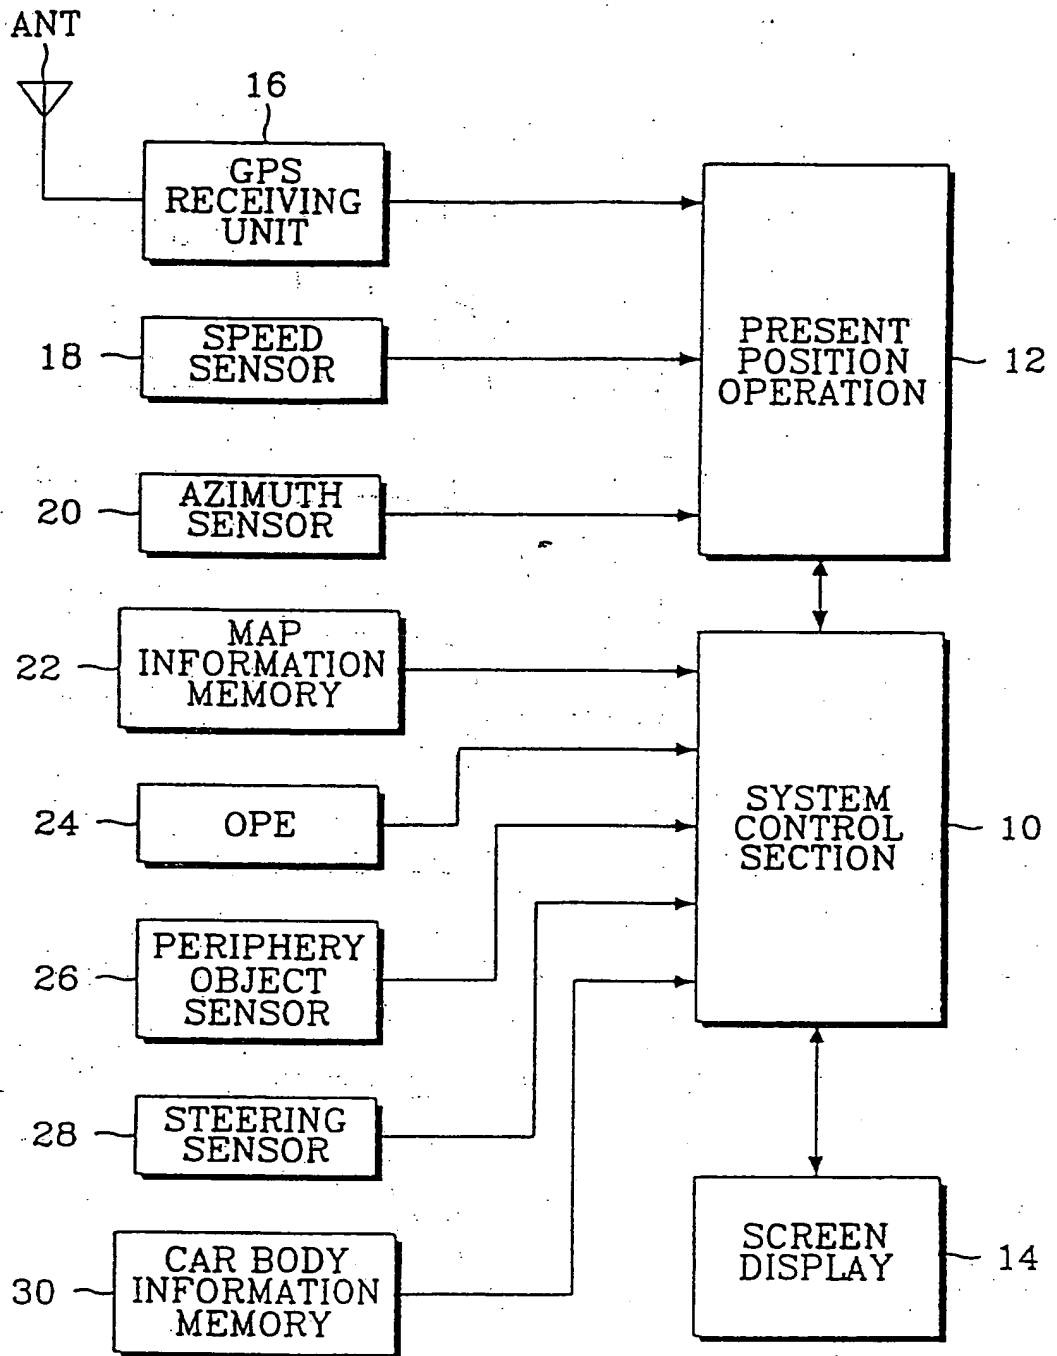 ANT
16
GPS
RECEIVING
UNIT
18
SPEED
SENSOR
PRESENT
POSITION
OPERATION
12
20
AZIMUTH
SENSOR
22
MAP
INFORMATION
MEMORY
24
OPE
SYSTEM
CONTROL
SECTION
10
26
PERIPHERY
OBJECT
SENSOR
28
STEERING
SENSOR
30
CAR BODY
INFORMATION
MEMORY
SCREEN
DISPLAY
14